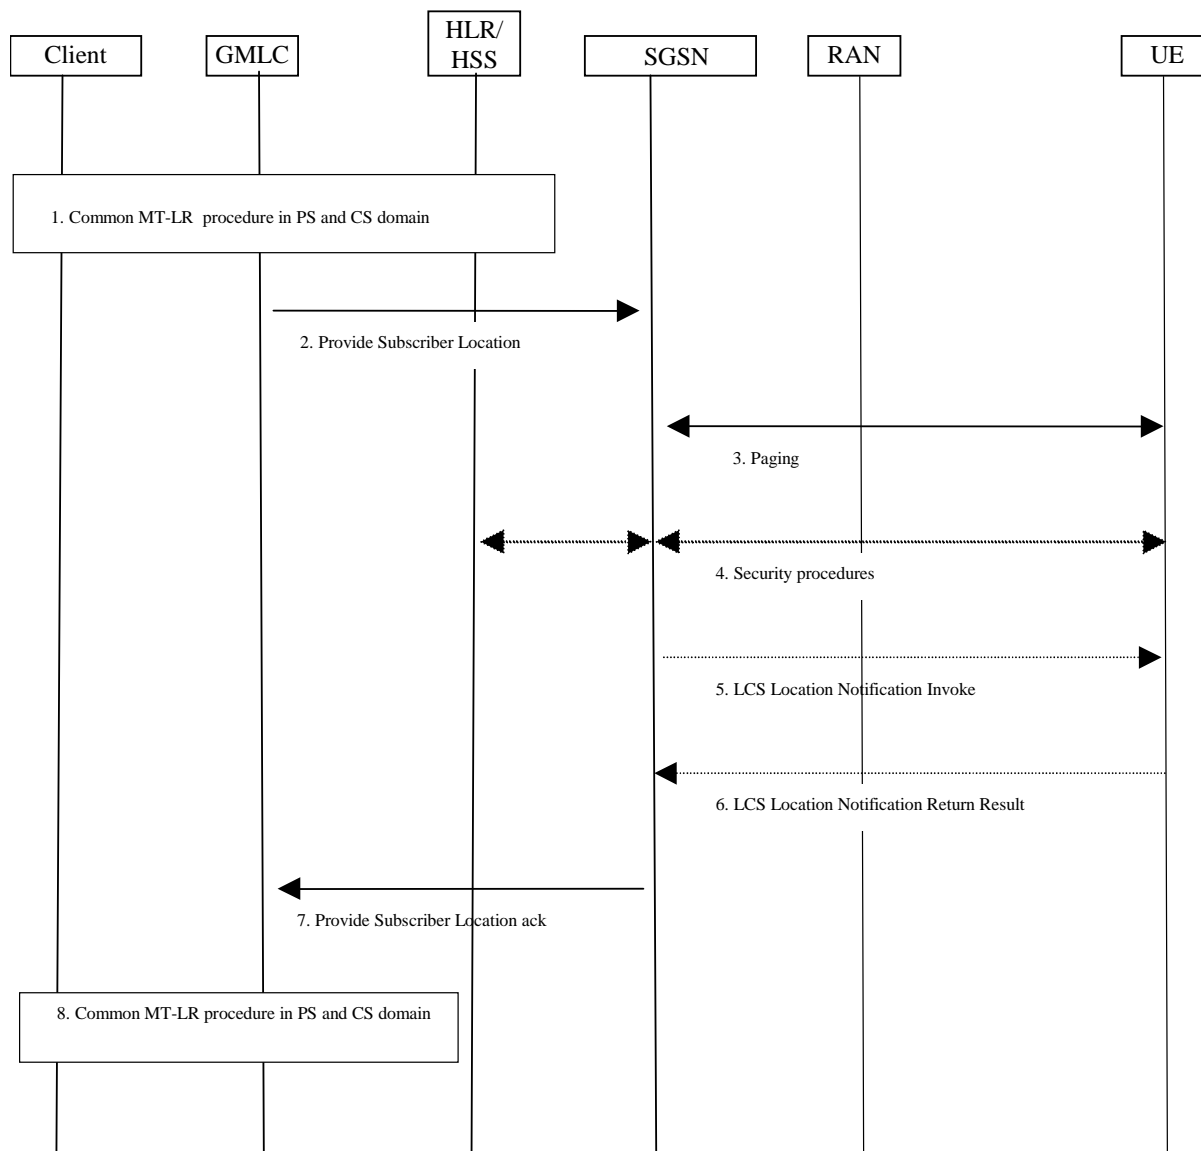 Client
GMLC
HLR/
HSS
SGSN
RAN
UE
1. Common MT-LR procedure in PS and CS domain
2. Provide Subscriber Location
3. Paging
4. Security procedures
5. LCS Location Notification Invoke
6. LCS Location Notification Return Result
7. Provide Subscriber Location ack
8. Common MT-LR procedure in PS and CS domain